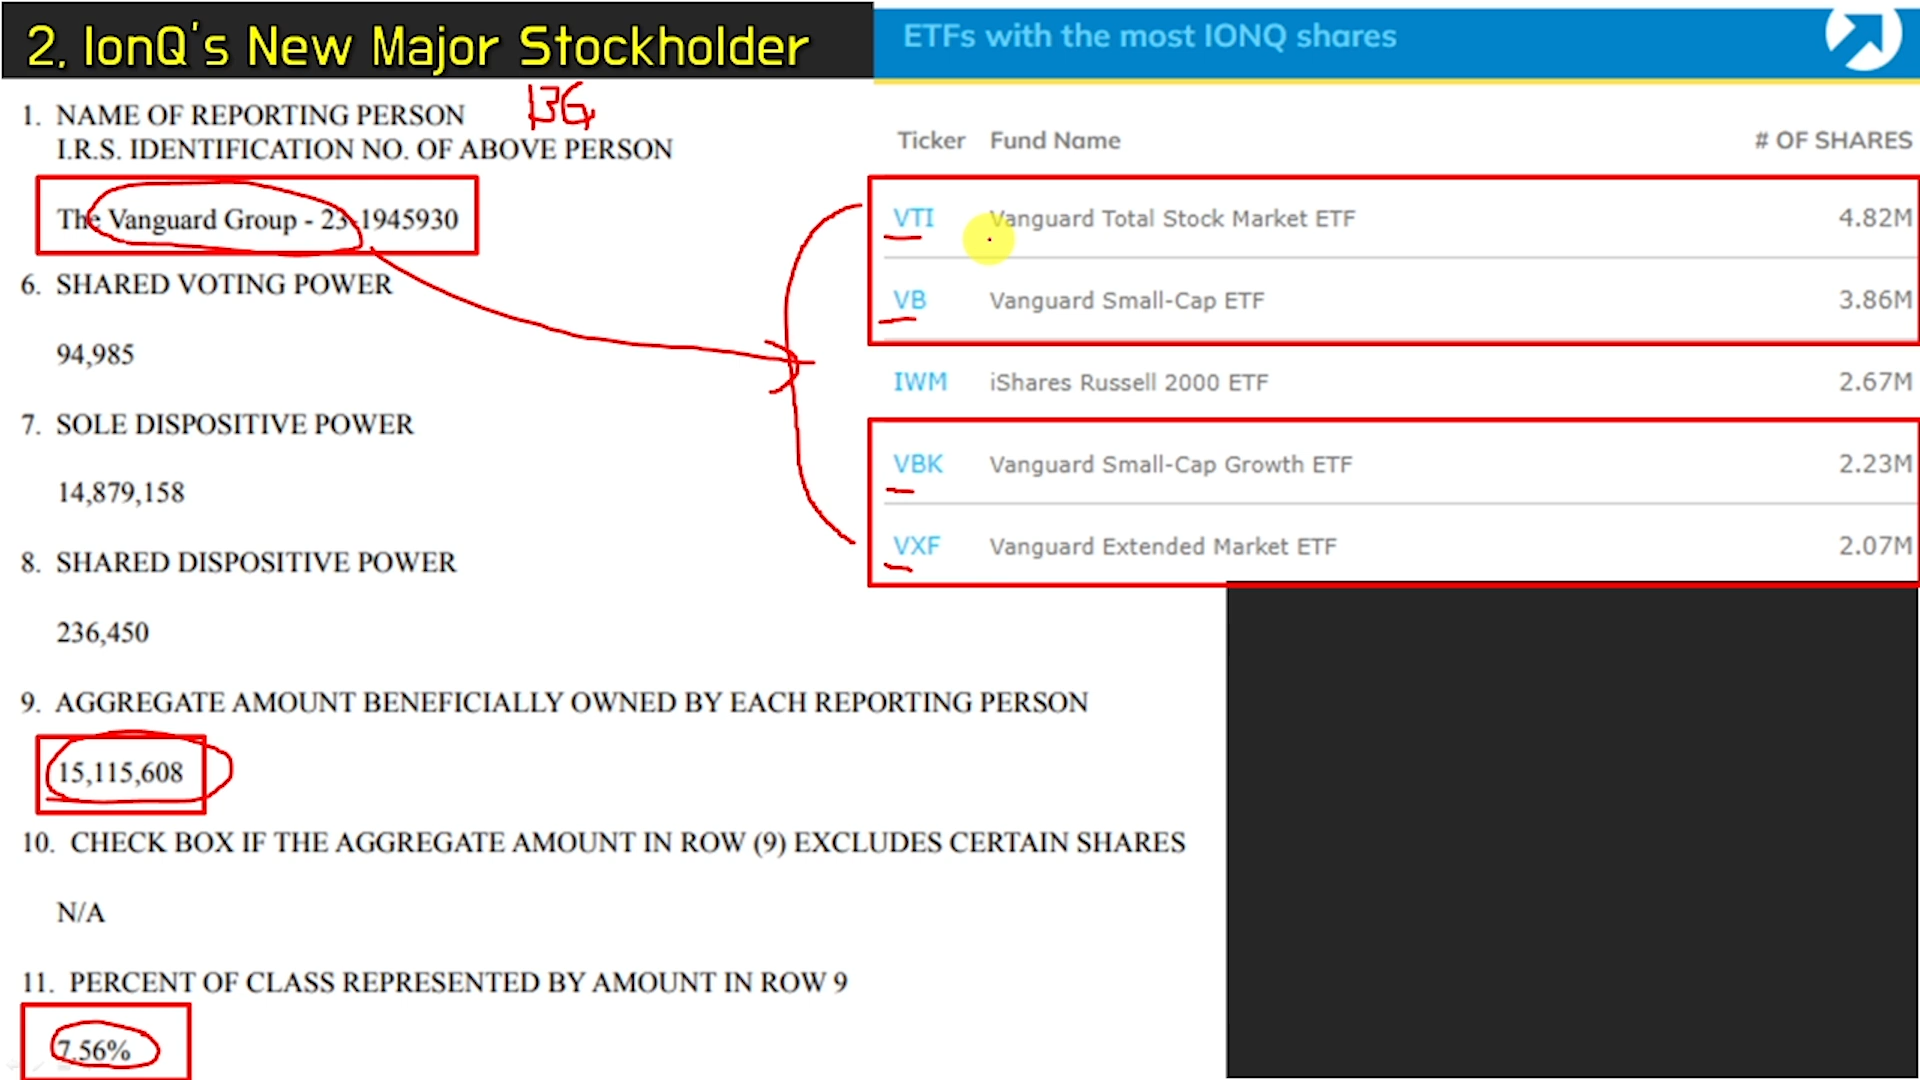 2. IonQ's New Major Stockholder
13G
1. NAME OF REPORTING PERSON
I.R.S. IDENTIFICATION NO. OF ABOVE PERSON
The Vanguard Group - 23-1945930
6. SHARED VOTING POWER
94,985
7. SOLE DISPOSITIVE POWER
14,879,158
8. SHARED DISPOSITIVE POWER
236,450
9. AGGREGATE AMOUNT BENEFICIALLY OWNED BY EACH REPORTING PERSON
15,115,608
10. CHECK BOX IF THE AGGREGATE AMOUNT IN ROW (9) EXCLUDES CERTAIN SHARES
N/A
11. PERCENT OF CLASS REPRESENTED BY AMOUNT IN ROW 9
7.56%
ETFs with the most IONQ shares
Ticker Fund Name # OF SHARES
VTI Vanguard Total Stock Market ETF 4.82M
VB Vanguard Small-Cap ETF 3.86M
IWM iShares Russell 2000 ETF 2.67M
VBK Vanguard Small-Cap Growth ETF 2.23M
VXF Vanguard Extended Market ETF 2.07M